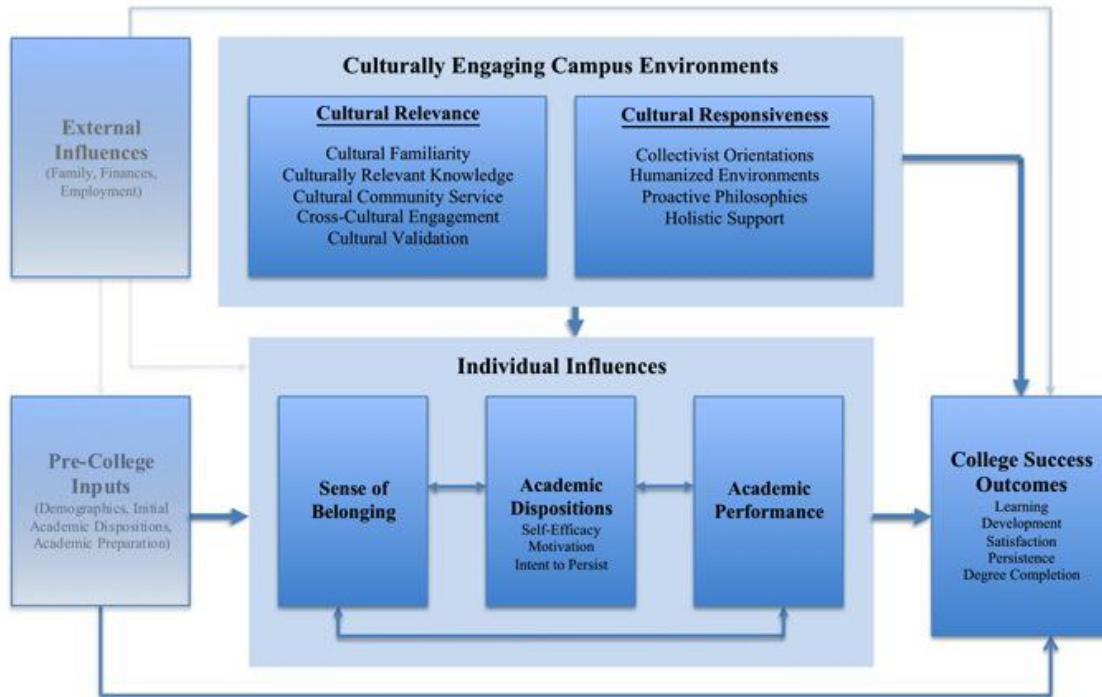 Culturally Engaging Campus Environments
External
Influences
(Family, Finances,
Employment)
Cultural Relevance
Cultural Familiarity
Culturally Relevant Knowledge
Cultural Community Service
Cross-Cultural Engagement
Cultural Validation
Cultural Responsiveness
Collectivist Orientations
Humanized Environments
Proactive Philosophies
Holistic Support
Individual Influences
Pre-College
Inputs
(Demographics, Initial
Academic Dispositions,
Academic Preparation)
Sense of
Belonging
Academic
Dispositions
Self-Efficacy
Motivation
Intent to Persist
Academic
Performance
College Success
Outcomes
Learning
Development
Satisfaction
Persistence
Degree Completion